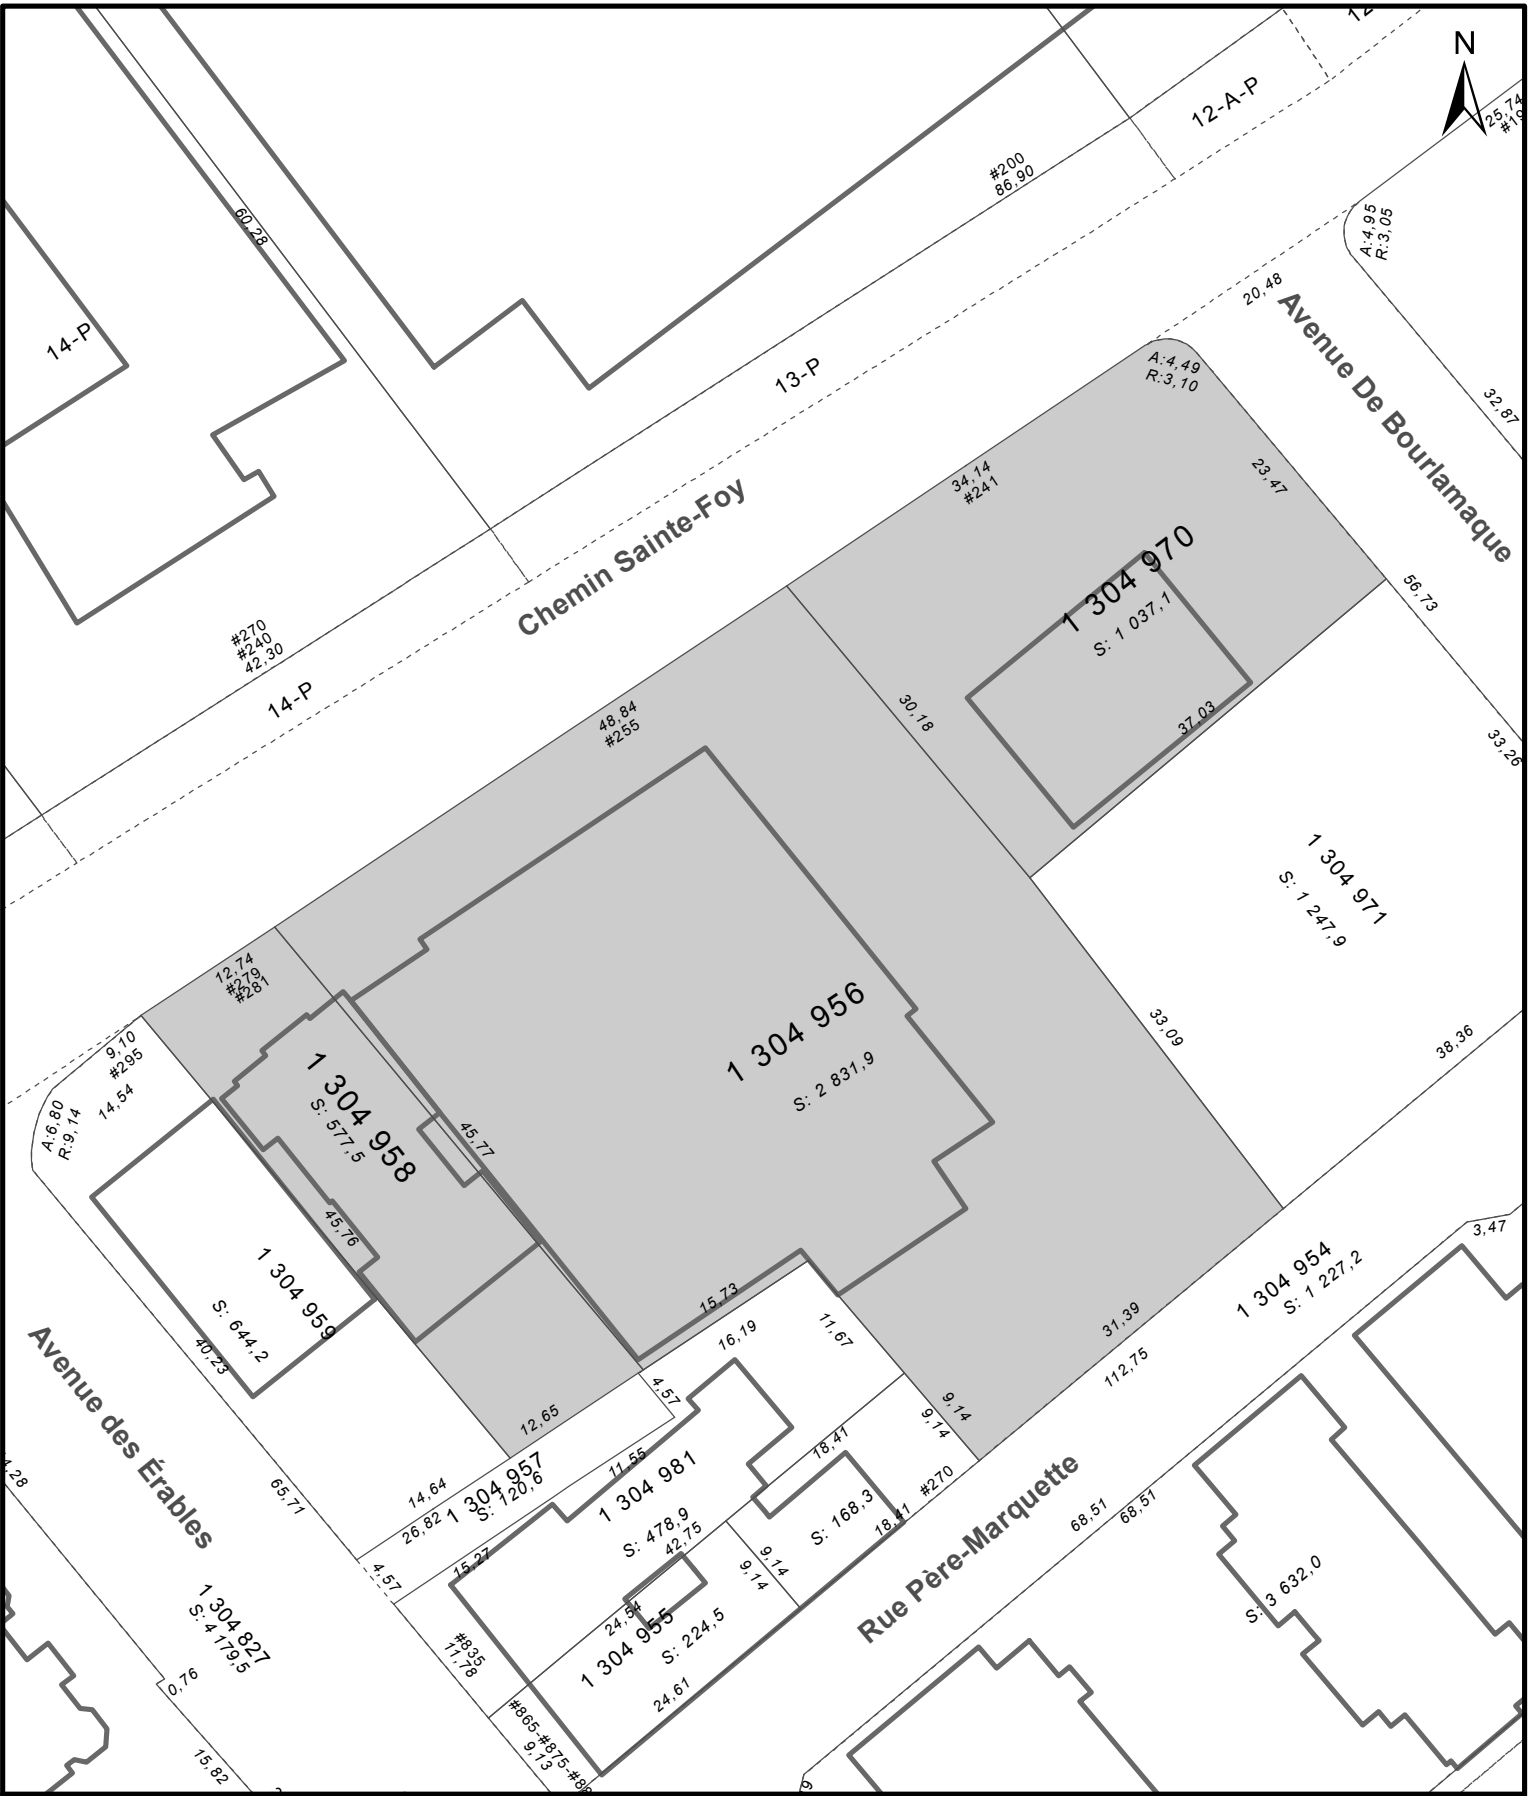 N
12-A-P
#200
86,90
25,74
60,28
14-P
A:4,95
R:3,05
20,48
Avenue De Bourlamaque
13-P
A:4,49
R:3,10
32,87
34,14
#241
23,47
Chemin Sainte-Foy
1 304 970
S: 1 037,1
56,73
#270
#240
42,30
14-P
48,84
#255
30,18
37,03
33,26
1 304 971
S: 1 247,9
12,74
#279
#281
1 304 956
S: 2 831,9
33,09
38,36
9,10
#295
14,54
A:6,80
R:9,14
1 304 958
S: 577,5
45,77
45,76
1 304 959
S: 644,2
40,23
3,47
1 304 954
S: 1 227,2
15,73
16,19
11,67
31,39
112,75
Avenue des Érables
4,57
12,65
9,14
9,14
18,41
11,55
14,64
1 304 957
S: 120,6
26,82
1 304 981
S: 478,9
42,75
S: 168,3
18,41
#270
65,71
Rue Père-Marquette
68,51
68,51
4,57
15,27
9,14
9,14
S: 3 632,0
1 304 827
S: 4 179,5
24,54
1 304 955
S: 224,5
#835
11,78
24,61
0,76
#865-#875-#88
9,13
15,82